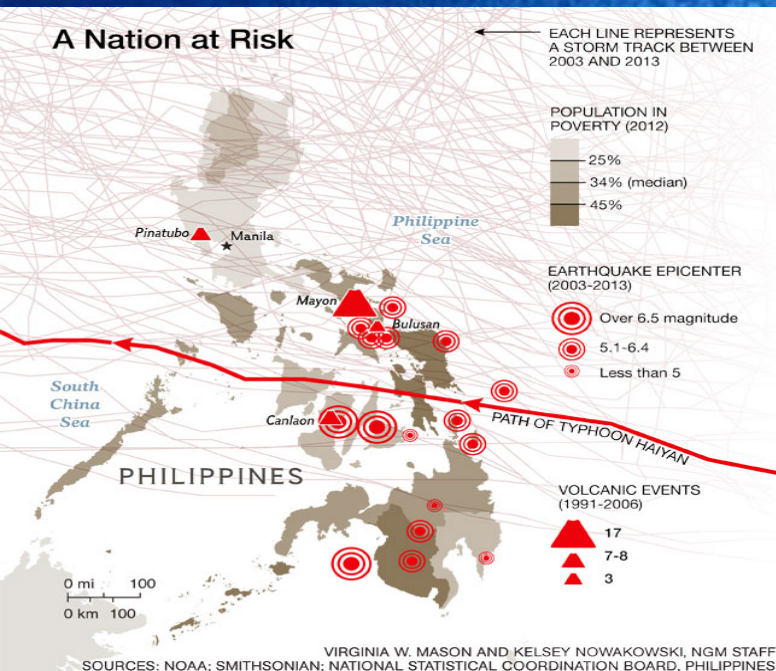 A Nation at Risk
EACH LINE REPRESENTS
A STORM TRACK BETWEEN
2003 AND 2013
POPULATION IN
POVERTY (2012)
25%
34% (median)
45%
Philippine
Sea
Pinatubo
Manila
EARTHQUAKE EPICENTER
(2003-2013)
Over 6.5 magnitude
5.1-6.4
Less than 5
Mayon
Bulusan
South
China
Sea
Canlaon
PATH OF TYPHOON HAIYAN
PHILIPPINES
VOLCANIC EVENTS
(1991-2006)
17
7-8
3
0 mi 100
0 km 100
VIRGINIA W. MASON AND KELSEY NOWAKOWSKI, NGM STAFF
SOURCES: NOAA; SMITHSONIAN; NATIONAL STATISTICAL COORDINATION BOARD, PHILIPPINES